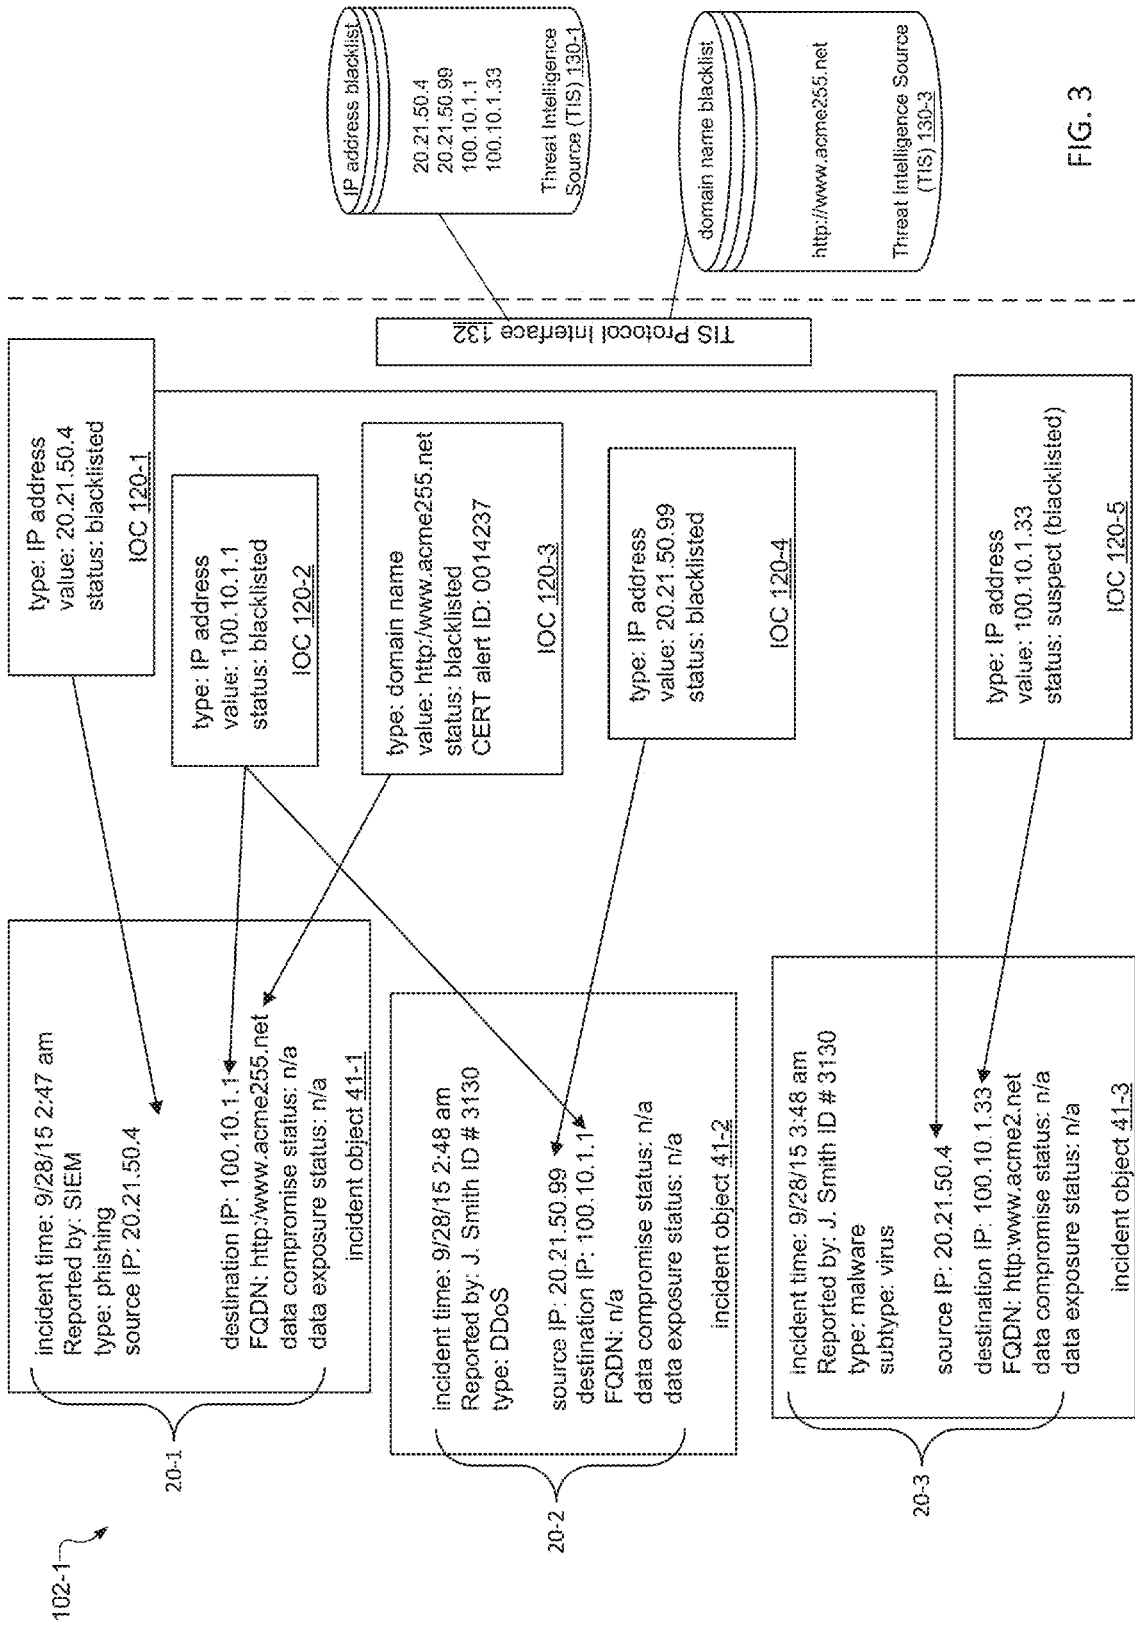 102-1
20-1
incident time: 9/28/15 2:47 am
Reported by: SIEM
type: phishing
source IP: 20.21.50.4
destination IP: 100.10.1.1
FQDN: http:/www.acme255.net
data compromise status: n/a
data exposure status: n/a
incident object 41-1
20-2
incident time: 9/28/15 2:48 am
Reported by: J. Smith ID # 3130
type: DDoS
source IP: 20.21.50.99
destination IP: 100.10.1.1
FQDN: n/a
data compromise status: n/a
data exposure status: n/a
incident object 41-2
20-3
incident time: 9/28/15 3:48 am
Reported by: J. Smith ID # 3130
type: malware
subtype: virus
source IP: 20.21.50.4
destination IP: 100.10.1.33
FQDN: http:www.acme2.net
data compromise status: n/a
data exposure status: n/a
incident object 41-3
type: IP address
value: 20.21.50.4
status: blacklisted
IOC 120-1
type: IP address
value: 100.10.1.1
status: blacklisted
IOC 120-2
type: domain name
value: http:/www.acme255.net
status: blacklisted
CERT alert ID: 0014237
IOC 120-3
type: IP address
value: 20.21.50.99
status: blacklisted
IOC 120-4
type: IP address
value: 100.10.1.33
status: suspect (blacklisted)
IOC 120-5
TIS Protocol Interface 132
IP address blacklist
20.21.50.4
20.21.50.99
100.10.1.1
100.10.1.33
Threat Intelligence
Source (TIS) 130-1
domain name blacklist
http://www.acme255.net
Threat Intelligence Source
(TIS) 130-3
FIG. 3